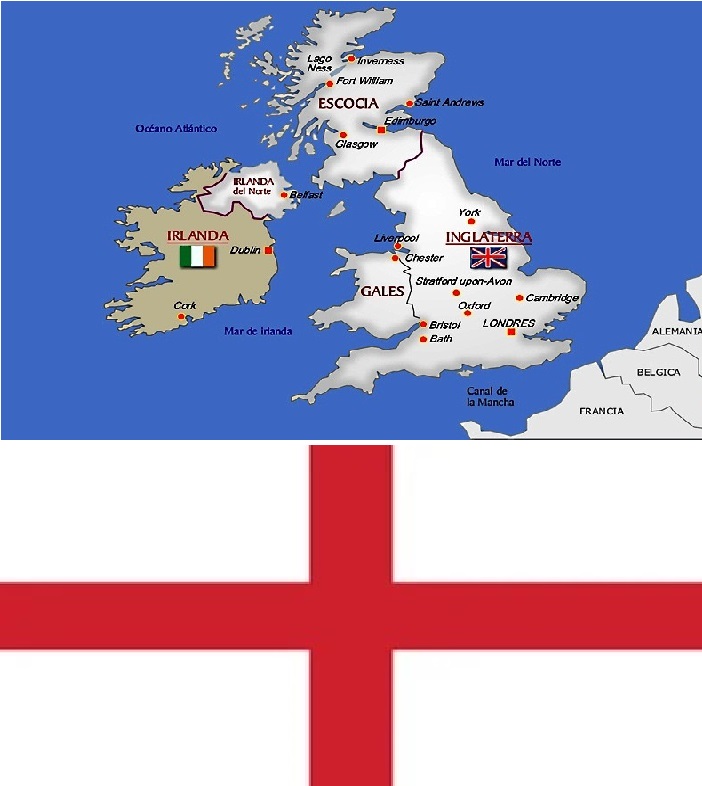 Lago
Ness
Inverness
Fort William
ESCOCIA
Saint Andrews
Edimburgo
Océano Atlántico
Glasgow
Mar del Norte
IRLANDA
del Norte
Belfast
York
IRLANDA
Dublin
Liverpool
INGLATERRA
Chester
Stratford upon-Avon
GALES
Cambridge
Oxford
Cork
Mar de Irlanda
Bristol
LONDRES
Bath
ALEMANIA
BELGICA
Canal de
la Mancha
FRANCIA